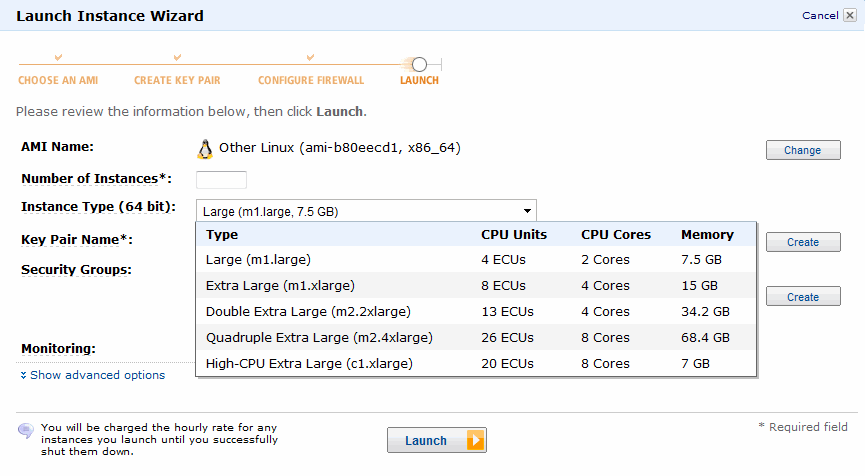 Launch Instance Wizard
Cancel
CHOOSE AN AMI CREATE KEY PAIR CONFIGURE FIREWALL LAUNCH
Please review the information below, then click Launch.
AMI Name: Other Linux (ami-b80eecd1, x86_64) Change
Number of Instances*:
Instance Type (64 bit): Large (m1.large, 7.5 GB)
Type CPU Units CPU Cores Memory
Key Pair Name*: Create
Large (m1.large) 4 ECUs 2 Cores 7.5 GB
Security Groups:
Extra Large (m1.xlarge) 8 ECUs 4 Cores 15 GB
Create
Double Extra Large (m2.2xlarge) 13 ECUs 4 Cores 34.2 GB
Quadruple Extra Large (m2.4xlarge) 26 ECUs 8 Cores 68.4 GB
Monitoring:
High-CPU Extra Large (c1.xlarge) 20 ECUs 8 Cores 7 GB
Show advanced options
You will be charged the hourly rate for any
instances you launch until you successfully
shut them down.
Launch
* Required field